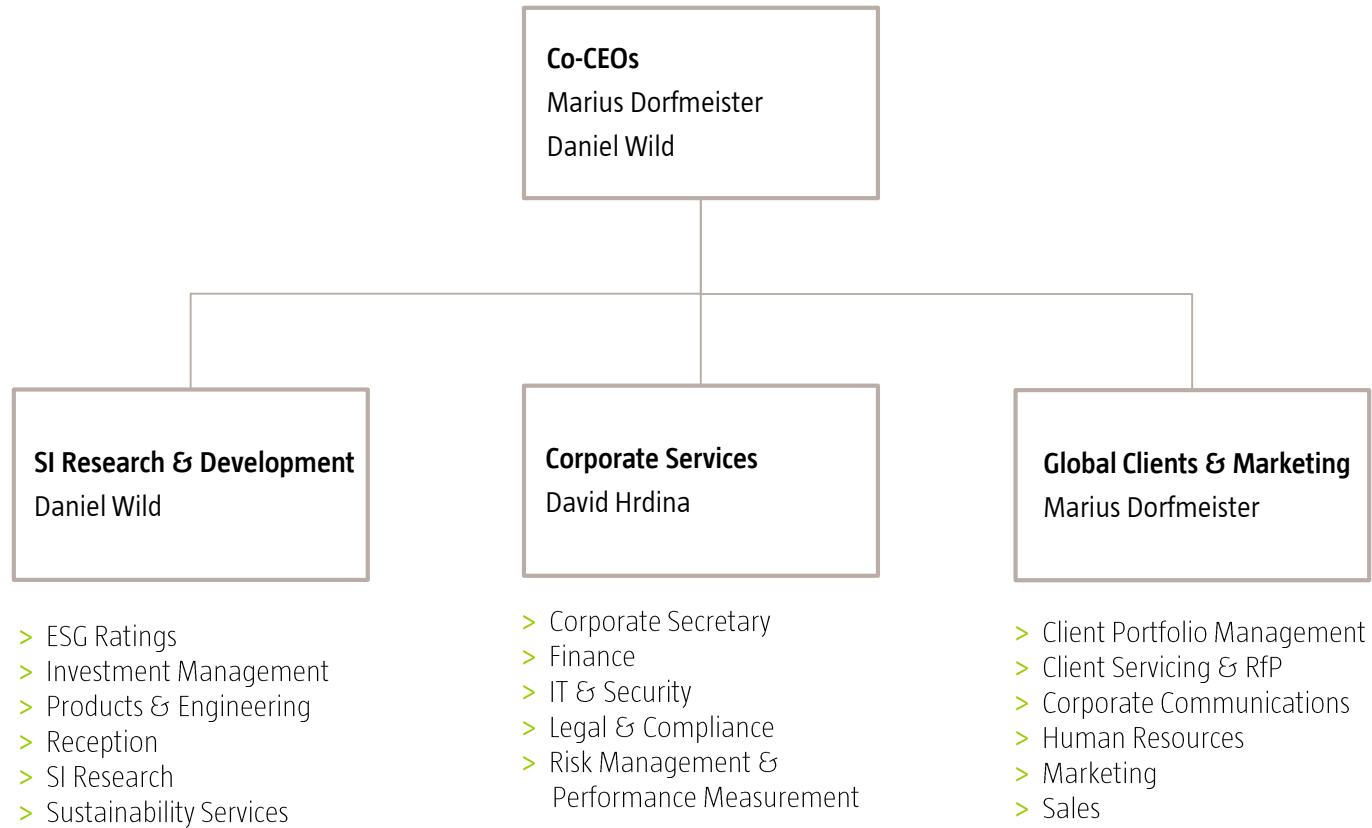 Co-CEOs
Marius Dorfmeister
Daniel Wild
SI Research & Development
Daniel Wild
> ESG Ratings
> Investment Management
> Products & Engineering
> Reception
> SI Research
> Sustainability Services
Corporate Services
David Hrdina
> Corporate Secretary
> Finance
> IT & Security
> Legal & Compliance
> Risk Management &
Performance Measurement
Global Clients & Marketing
Marius Dorfmeister
> Client Portfolio Management
> Client Servicing & RfP
> Corporate Communications
> Human Resources
> Marketing
> Sales